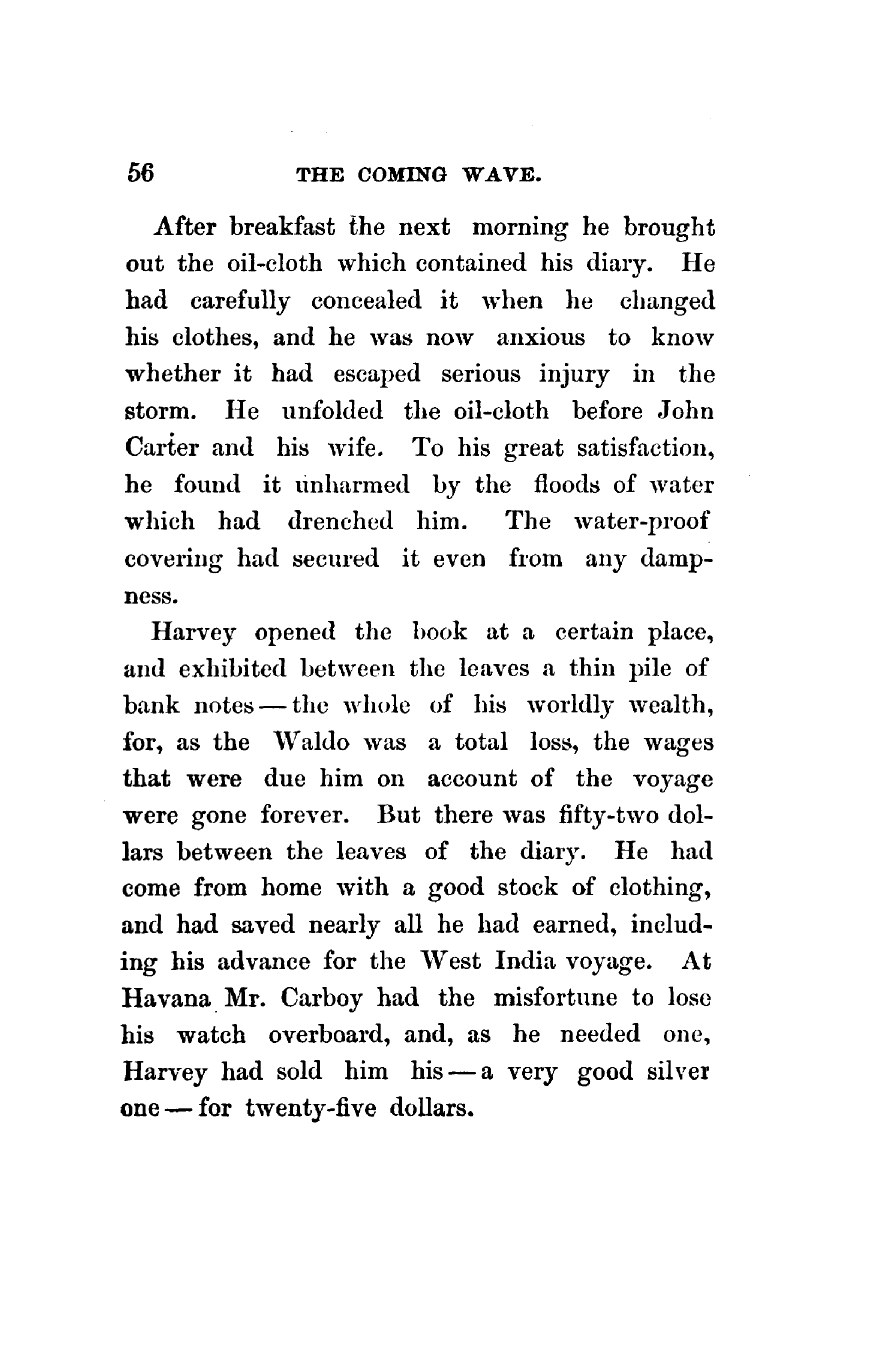 56 THE COMING WAVE.
After breakfast the next morning he brought
out the oil-cloth which contained his diary. He
had carefully concealed it when he changed
his clothes, and he was now anxious to know
whether it had escaped serious injury in the
storm. He unfolded the oil-cloth before John
Carter and his wife. To his great satisfaction,
he found it unharmed by the floods of water
which had drenched him. The water-proof
covering had secured it even from any damp-
ness.
Harvey opened the book at a certain place,
and exhibited between the leaves a thin pile of
bank notes — the whole of his worldly wealth,
for, as the Waldo was a total loss, the wages
that were due him on account of the voyage
were gone forever. But there was fifty-two dol-
lars between the leaves of the diary. He had
come from home with a good stock of clothing,
and had saved nearly all he had earned, includ-
ing his advance for the West India voyage. At
Havana Mr. Carboy had the misfortune to lose
his watch overboard, and, as he needed one,
Harvey had sold him his — a very good silver
one — for twenty-five dollars.